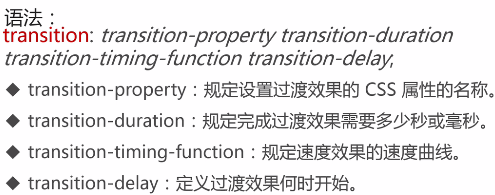 语法：
transition: transition-property transition-duration
transition-timing-function transition-delay,
◆ transition-property：规定设置过渡效果的 CSS 属性的名称。
◆ transition-duration：规定完成过渡效果需要多少秒或毫秒。
◆ transition-timing-function：规定速度效果的速度曲线。
◆ transition-delay：定义过渡效果何时开始。